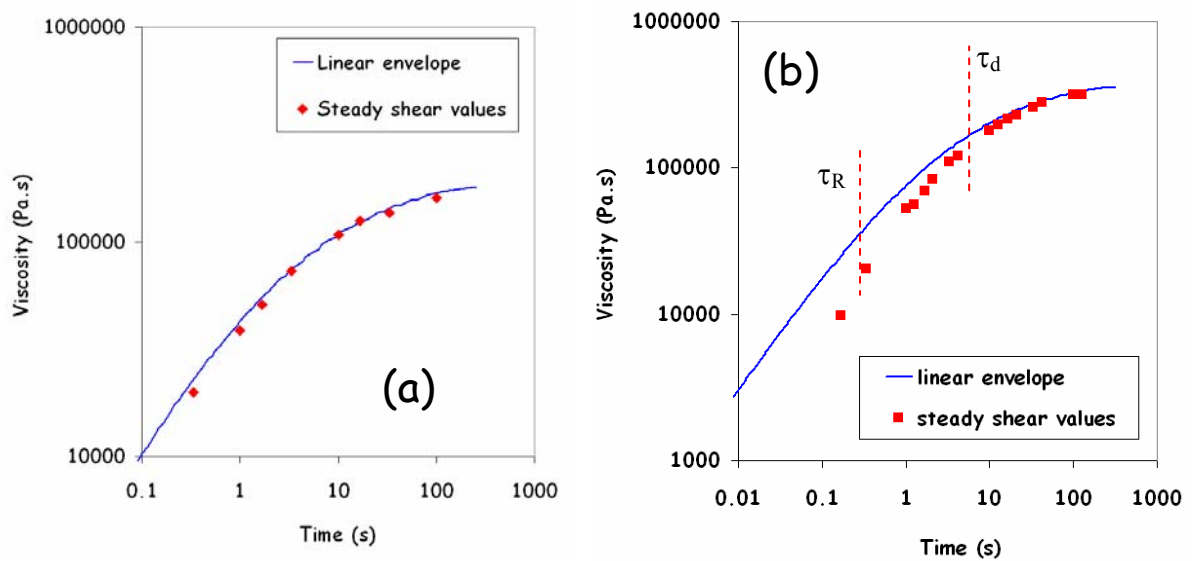 1000000
100000
10000
Viscosity (Pa.s)
Linear envelope
Steady shear values
(a)
0.1 1 10 100 1000
Time (s)
1000000
100000
10000
1000
Viscosity (Pa.s)
(b)
τd
τR
linear envelope
steady shear values
0.01 0.1 1 10 100 1000
Time (s)